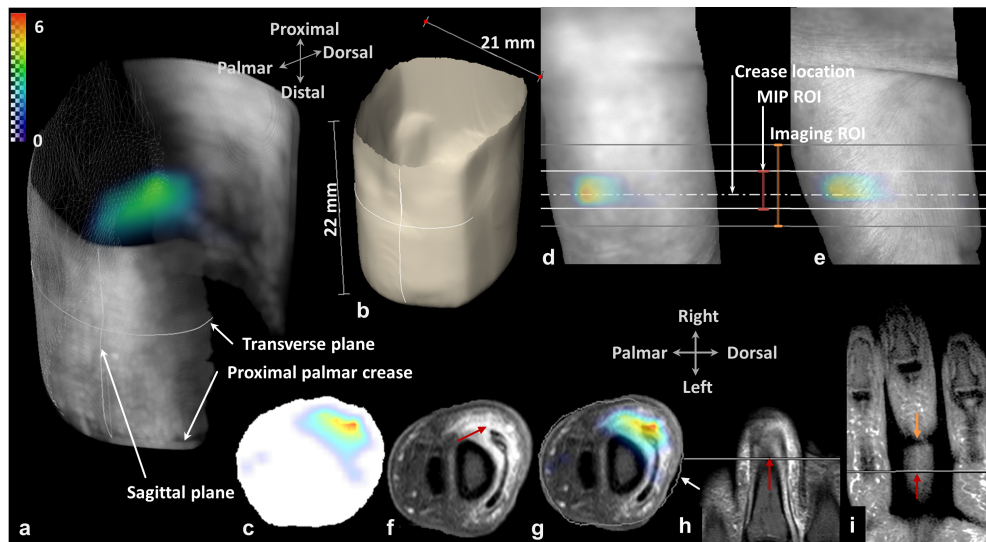 6
0
Proximal
Palmar
Dorsal
Distal
21 mm
22 mm
Crease location
MIP ROI
Imaging ROI
Transverse plane
Proximal palmar crease
Sagittal plane
Right
Palmar
Dorsal
Left
a
b
c
d
e
f
g
h
i